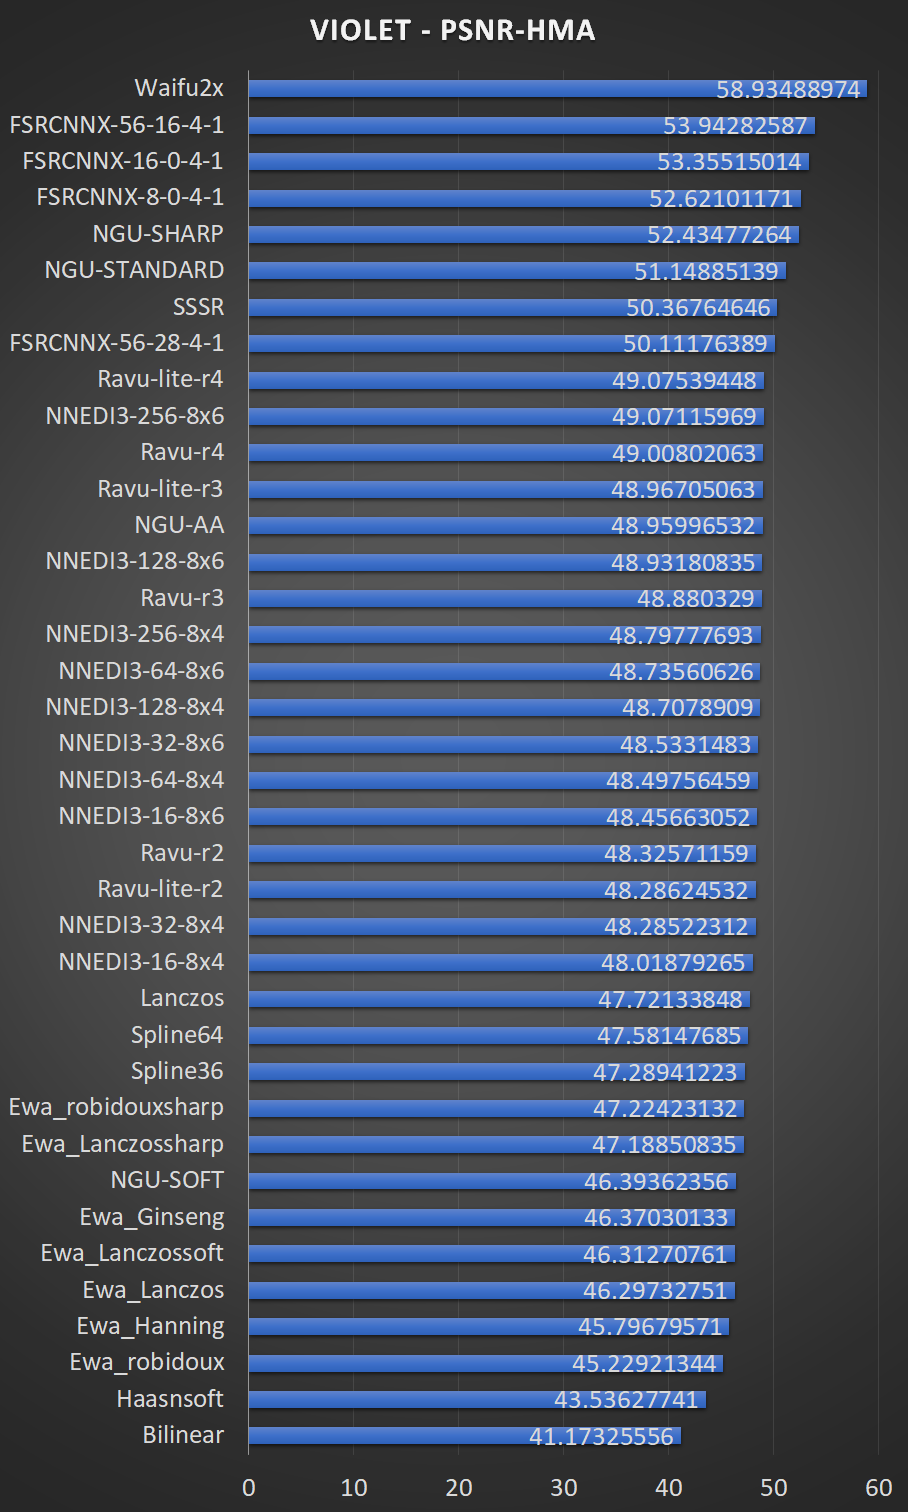 VIOLET - PSNR-HMA
Waifu2x 58.93488974
FSRCNNX-56-16-4-1 53.94282587
FSRCNNX-16-0-4-1 53.35515014
FSRCNNX-8-0-4-1 52.62101171
NGU-SHARP 52.43477264
NGU-STANDARD 51.14885139
SSSR 50.36764646
FSRCNNX-56-28-4-1 50.11176389
Ravu-lite-r4 49.07539448
NNEDI3-256-8x6 49.07115969
Ravu-r4 49.00802063
Ravu-lite-r3 48.96705063
NGU-AA 48.95996532
NNEDI3-128-8x6 48.93180835
Ravu-r3 48.880329
NNEDI3-256-8x4 48.79777693
NNEDI3-64-8x6 48.73560626
NNEDI3-128-8x4 48.7078909
NNEDI3-32-8x6 48.5331483
NNEDI3-64-8x4 48.49756459
NNEDI3-16-8x6 48.45663052
Ravu-r2 48.32571159
Ravu-lite-r2 48.28624532
NNEDI3-32-8x4 48.28522312
NNEDI3-16-8x4 48.01879265
Lanczos 47.72133848
Spline64 47.58147685
Spline36 47.28941223
Ewa_robidouxsharp 47.22423132
Ewa_Lanczossharp 47.18850835
NGU-SOFT 46.39362356
Ewa_Ginseng 46.37030133
Ewa_Lanczossoft 46.31270761
Ewa_Lanczos 46.29732751
Ewa_Hanning 45.79679571
Ewa_robidoux 45.22921344
Haasnsoft 43.53627741
Bilinear 41.17325556
0 10 20 30 40 50 60